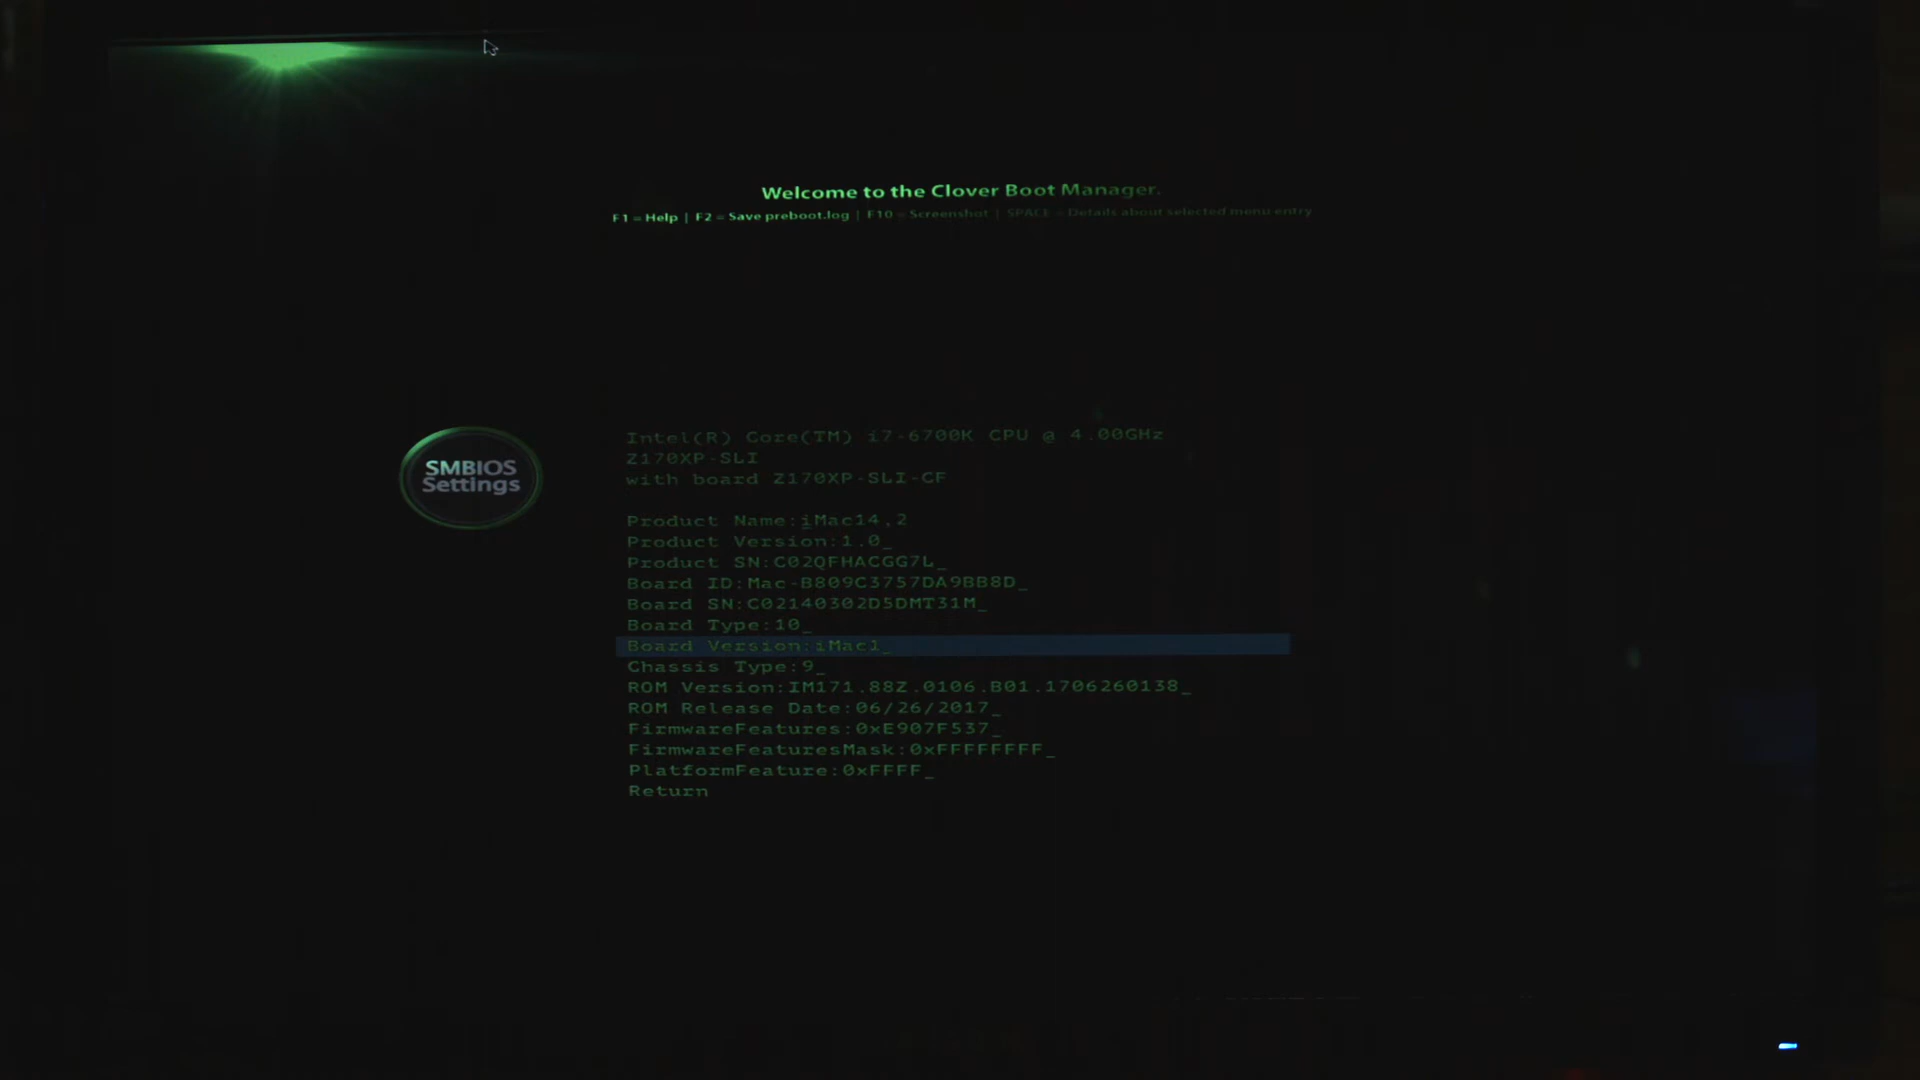 Welcome to the Clover Boot Manager.
F1 = Help | F2 = Save preboot.log | F10 = Screenshot | SPACE = Details about selected menu entry
SMBIOS
Settings
Intel(R) Core(TM) i7-6700K CPU @ 4.00GHz
Z170XP-SLI
with board Z170XP-SLI-CF
Product Name:iMac14,2
Product Version:1.0_
Product SN:C02QFHACGG7L_
Board ID:Mac-B809C3757DA9BB8D_
Board SN:C02140302D5DMT31M_
Board Type:10_
Board Version:iMac1_
Chassis Type:9_
ROM Version:IM171.88Z.0106.B01.1706260138_
ROM Release Date:06/26/2017_
FirmwareFeatures:0xE907F537_
FirmwareFeaturesMask:0xFFFFFFFF_
PlatformFeature:0xFFFF_
Return